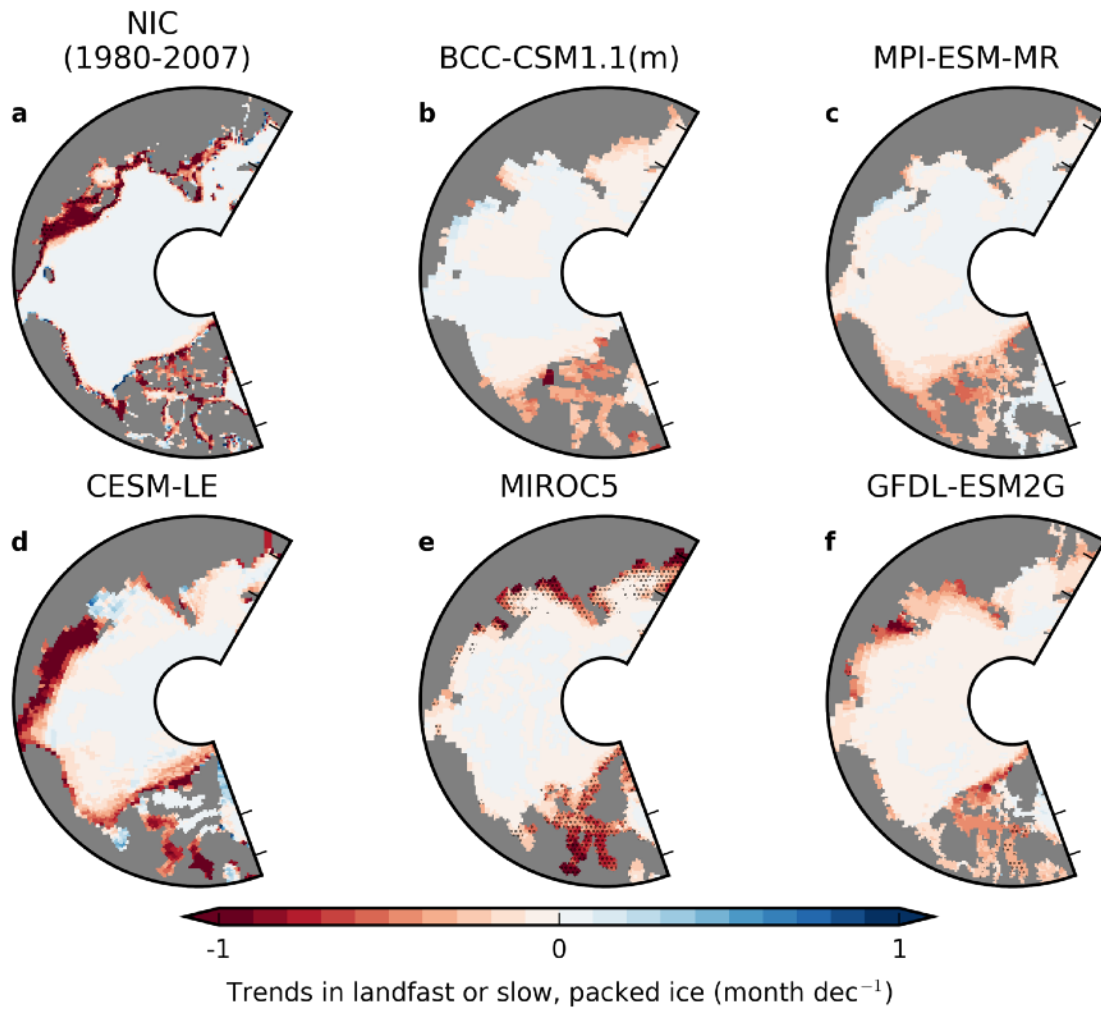 NIC
(1980-2007)
BCC-CSM1.1(m)
MPI-ESM-MR
a
b
c
CESM-LE
MIROC5
GFDL-ESM2G
d
e
f
-1
0
1
Trends in landfast or slow, packed ice (month dec⁻¹)